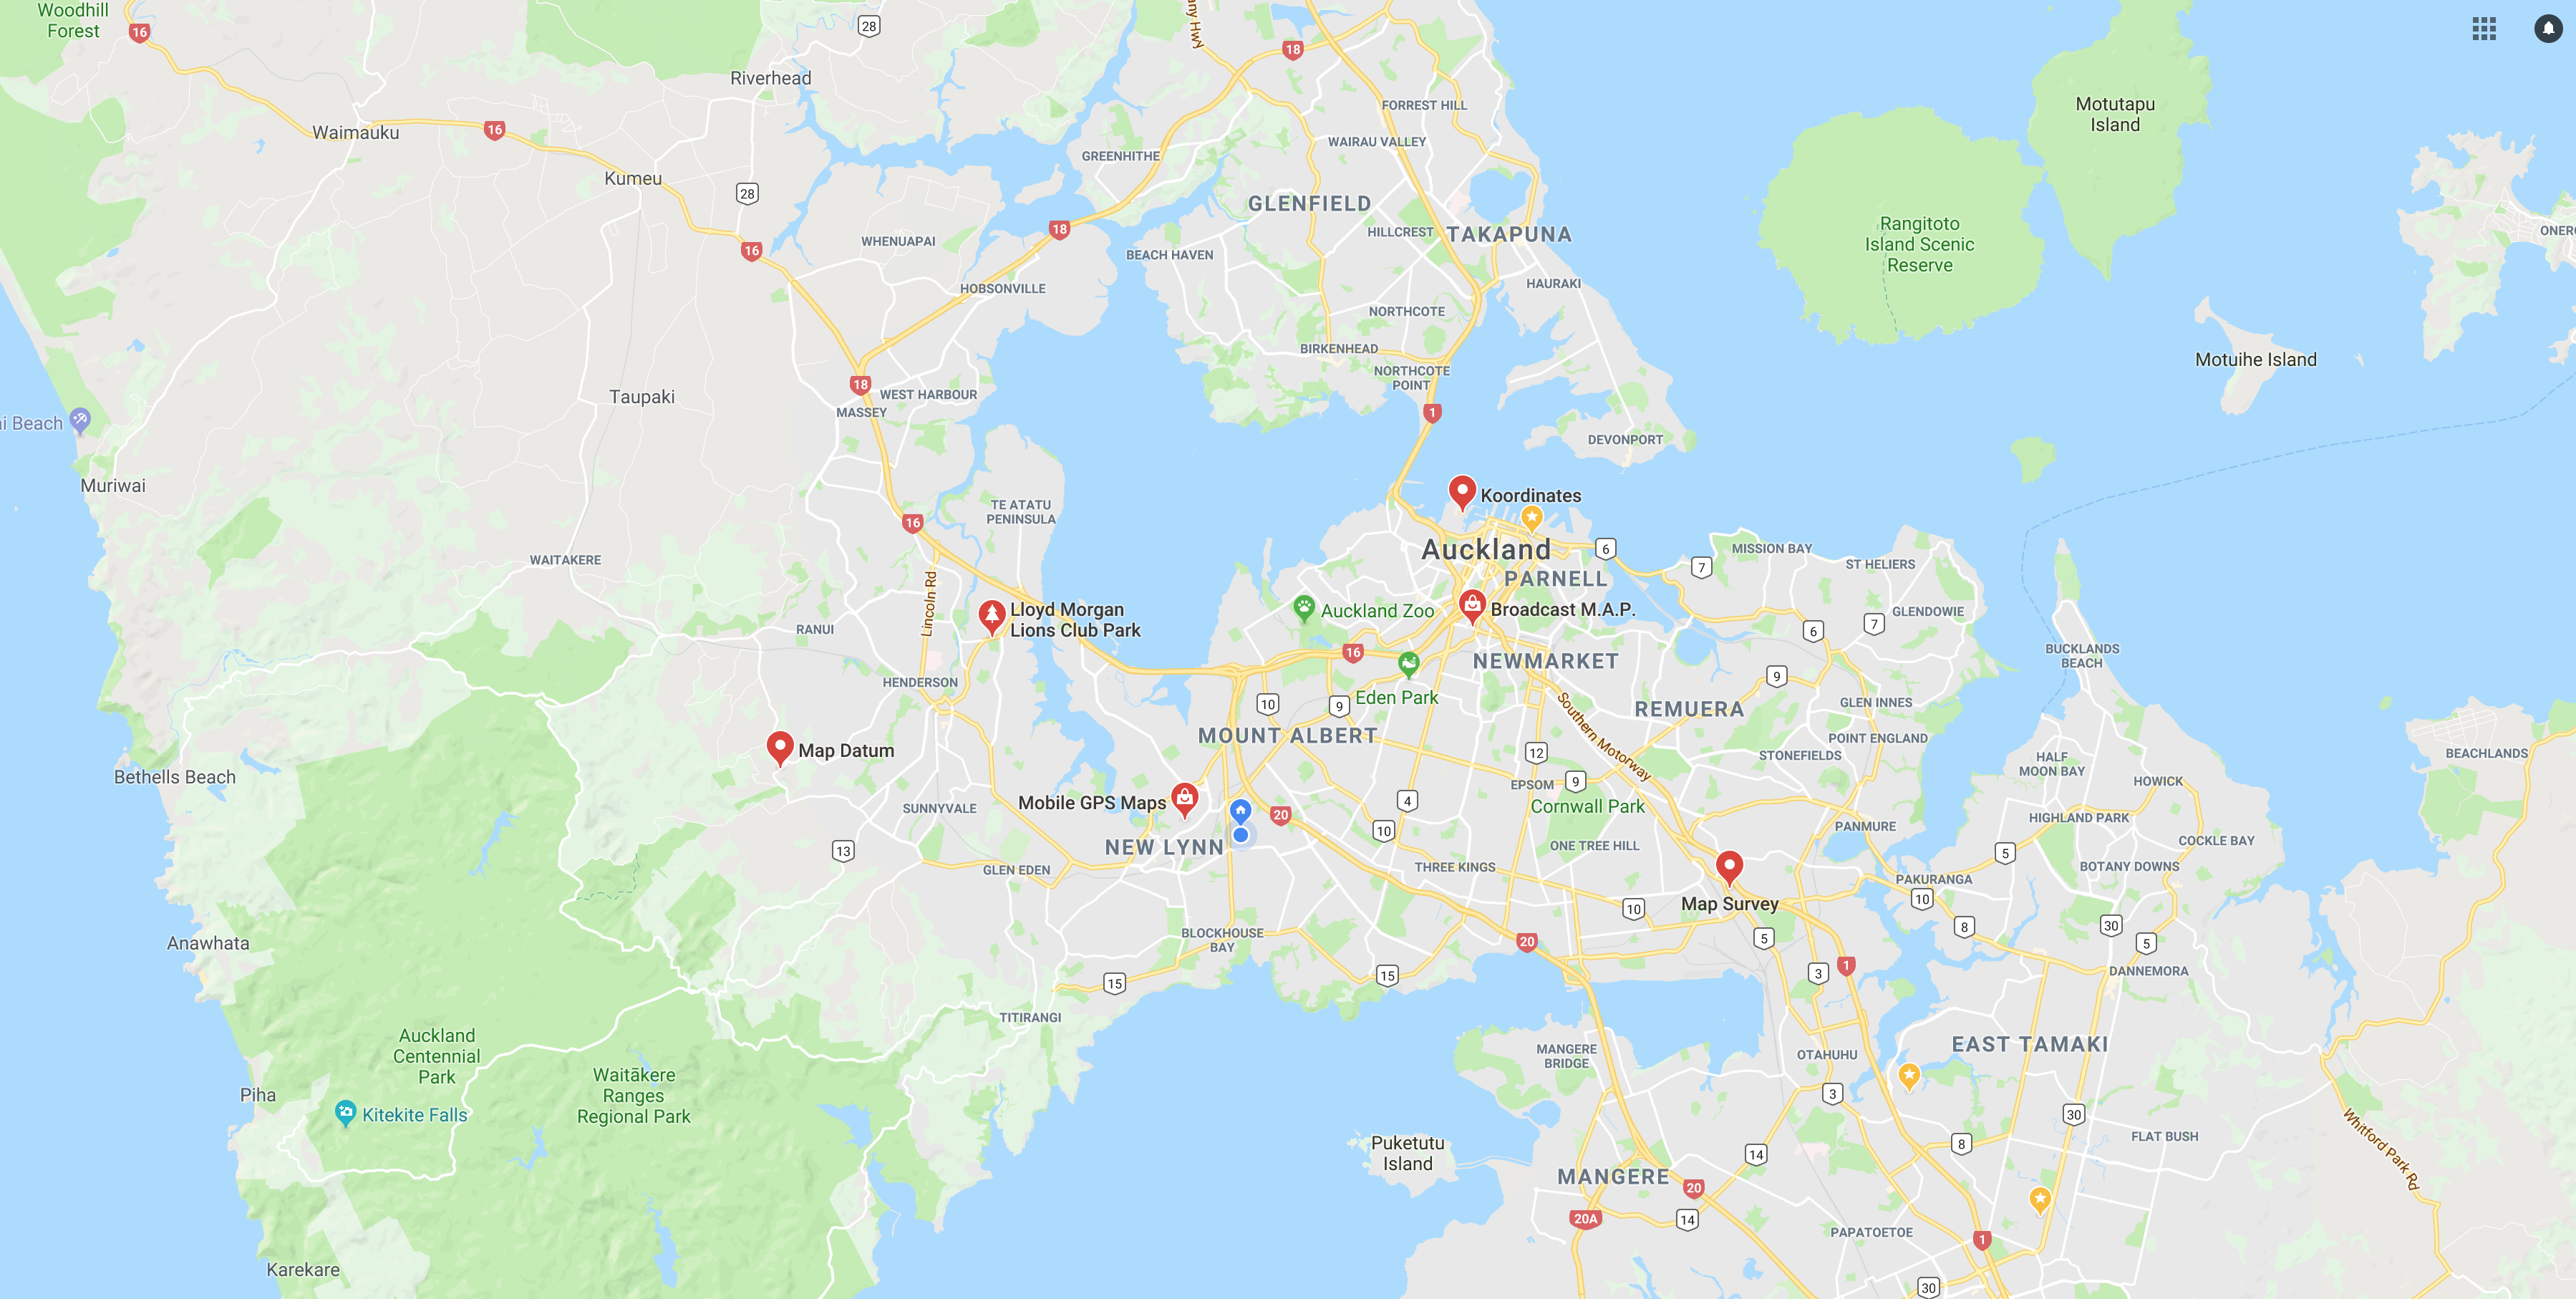 Woodhill
Forest
16
28
any Hwy
18
Riverhead
FORREST HILL
Motutapu
Island
Waimauku
16
WAIRAU VALLEY
GREENHITHE
Kumeu
28
GLENFIELD
Rangitoto
Island Scenic
Reserve
18
HILLCREST
TAKAPUNA
ONERO
WHENUAPAI
16
BEACH HAVEN
HOBSONVILLE
HAURAKI
NORTHCOTE
BIRKENHEAD
Motuihe Island
NORTHCOTE
POINT
18
WEST HARBOUR
Taupaki
MASSEY
1
ai Beach
DEVONPORT
Muriwai
Koordinates
TE ATATU
PENINSULA
16
Auckland
6
MISSION BAY
WAITAKERE
7
ST HELIERS
PARNELL
Lincoln Rd
Lloyd Morgan
Lions Club Park
Auckland Zoo
Broadcast M.A.P.
GLENDOWIE
7
RANUI
6
16
BUCKLANDS
BEACH
NEWMARKET
HENDERSON
9
Eden Park
10
9
REMUERA
GLEN INNES
Southern Motorway
MOUNT ALBERT
POINT ENGLAND
Map Datum
12
STONEFIELDS
HALF
MOON BAY
BEACHLANDS
Bethells Beach
EPSOM
9
HOWICK
Mobile GPS Maps
4
Cornwall Park
SUNNYVALE
20
HIGHLAND PARK
10
PANMURE
COCKLE BAY
NEW LYNN
ONE TREE HILL
13
5
GLEN EDEN
THREE KINGS
BOTANY DOWNS
PAKURANGA
10
Map Survey
10
30
8
BLOCKHOUSE
BAY
20
5
5
Anawhata
1
DANNEMORA
3
15
15
TITIRANGI
Auckland
Centennial
Park
MANGERE
BRIDGE
OTAHUHU
EAST TAMAKI
Waitākere
Ranges
Regional Park
Piha
3
Kitekite Falls
30
Whitford Park Rd
Puketutu
Island
8
FLAT BUSH
14
MANGERE
20
20A
14
PAPATOETOE
1
Karekare
30